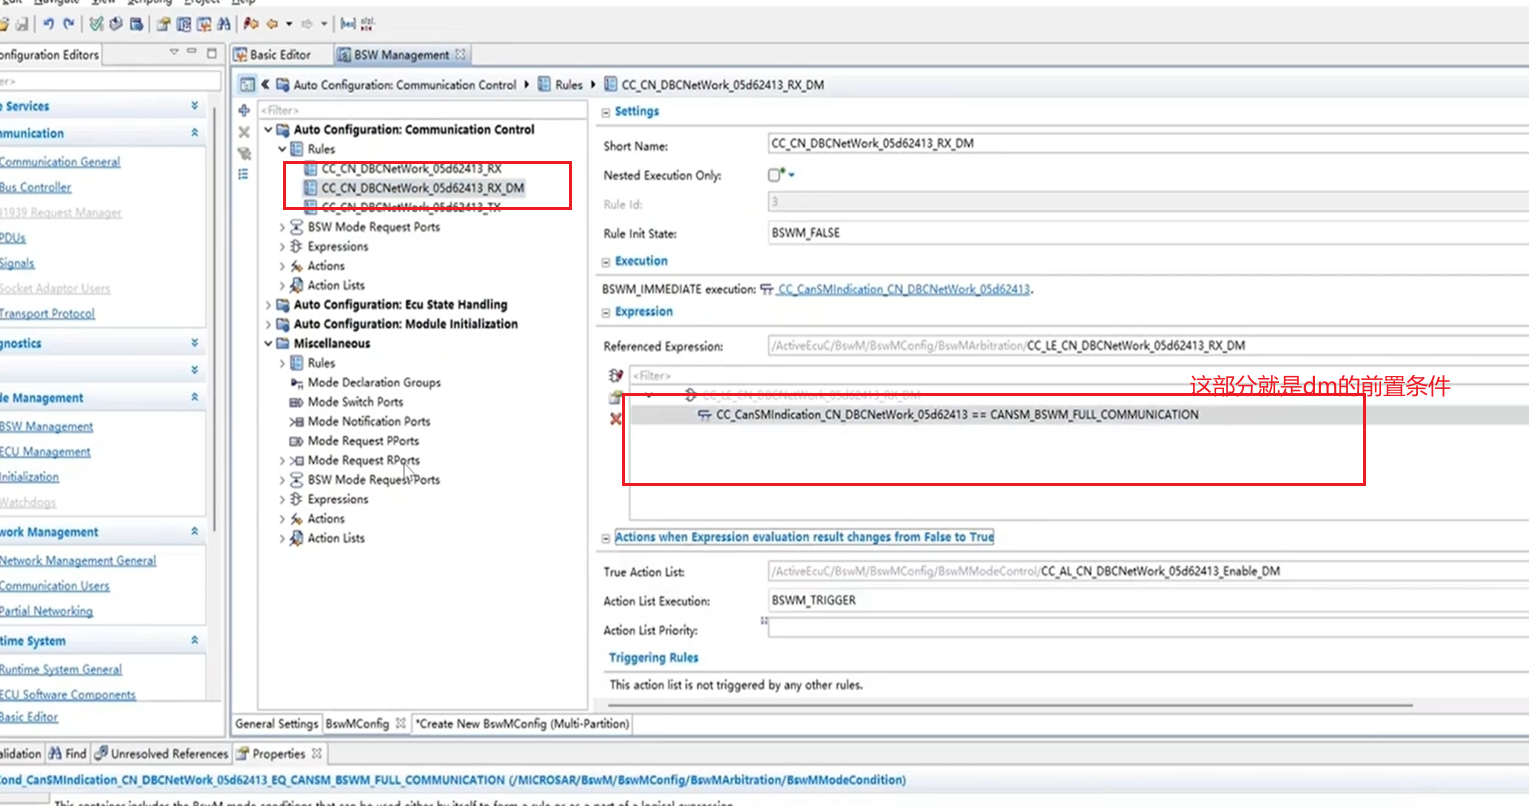 Edit Navigate View Scripting Project Help
Configuration Editors
Basic Editor
BSW Management
Auto Configuration: Communication Control
Rules
CC_CN_DBCNetWork_05d62413_RX_DM
Services
Communication General
Bus Controller
J1939 Request Manager
PDUs
Signals
Socket Adaptor Users
Transport Protocol
BSW Management
ECU Management
Initialization
Watchdogs
Network Management General
Communication Users
Partial Networking
Runtime System General
ECU Software Components
Basic Editor
<Filter>
Auto Configuration: Communication Control
Rules
CC_CN_DBCNetWork_05d62413_RX
CC_CN_DBCNetWork_05d62413_RX_DM
CC_CN_DBCNetWork_05d62413_TX
BSW Mode Request Ports
Expressions
Actions
Action Lists
Auto Configuration: Ecu State Handling
Auto Configuration: Module Initialization
Miscellaneous
Rules
Mode Declaration Groups
Mode Switch Ports
Mode Notification Ports
Mode Request PPorts
Mode Request RPorts
BSW Mode Request Ports
Expressions
Actions
Action Lists
Settings
Short Name: CC_CN_DBCNetWork_05d62413_RX_DM
Nested Execution Only:
Rule Id: 3
Rule Init State: BSWM_FALSE
Execution
BSWM_IMMEDIATE execution: CC_CanSMIndication_CN_DBCNetWork_05d62413.
Expression
Referenced Expression: /ActiveEcuC/BswM/BswMConfig/BswMArbitration/CC_LE_CN_DBCNetWork_05d62413_RX_DM
<Filter>
这部分就是dm的前置条件
CC_LE_CN_DBCNetWork_05d62413_RX_DM
CC_CanSMIndication_CN_DBCNetWork_05d62413 == CANSM_BSWM_FULL_COMMUNICATION
Actions when Expression evaluation result changes from False to True
True Action List: /ActiveEcuC/BswM/BswMConfig/BswMModeControl/CC_AL_CN_DBCNetWork_05d62413_Enable_DM
Action List Execution: BSWM_TRIGGER
Action List Priority:
Triggering Rules
This action list is not triggered by any other rules.
General Settings BswMConfig *Create New BswMConfig (Multi-Partition)
alidation Find Unresolved References Properties
ond_CanSMIndication_CN_DBCNetWork_05d62413_EQ_CANSM_BSWM_FULL_COMMUNICATION (/MICROSAR/BswM/BswMConfig/BswMArbitration/BswMModeCondition)
This container includes the BswM mode conditions that can be used either by itself to form a rule or as a part of a logical expression.